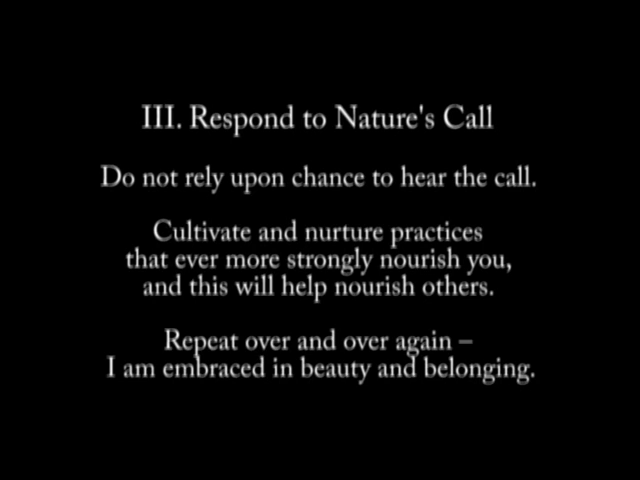 III. Respond to Nature's Call
Do not rely upon chance to hear the call.
Cultivate and nurture practices
that ever more strongly nourish you,
and this will help nourish others.
Repeat over and over again –
I am embraced in beauty and belonging.